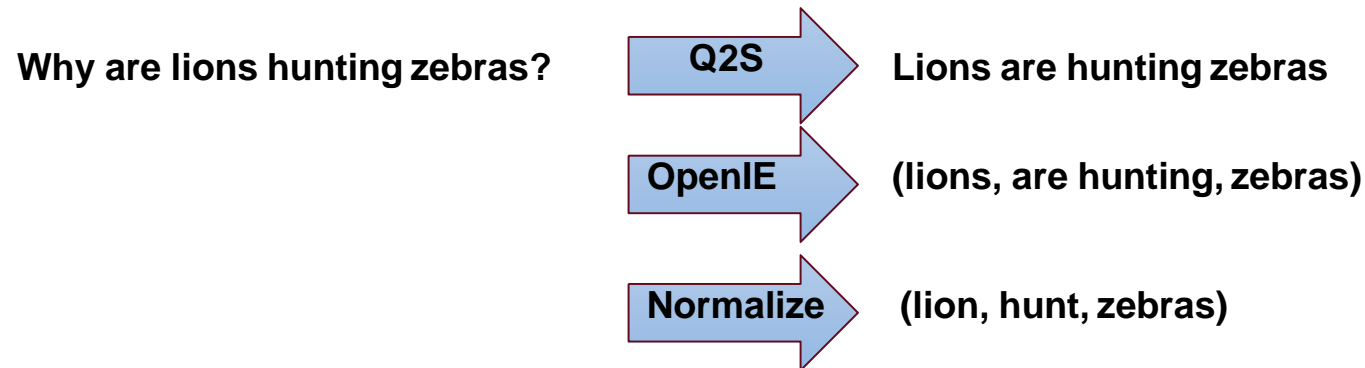 Why are lions hunting zebras? Q2S Lions are hunting zebras
OpenIE (lions, are hunting, zebras)
Normalize (lion, hunt, zebras)